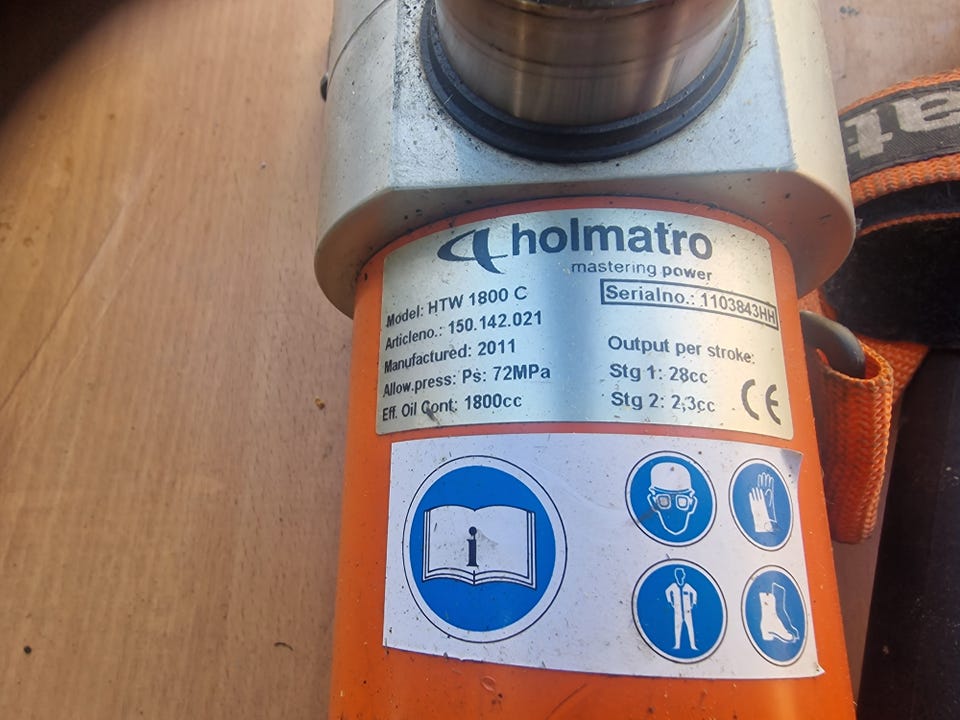 holmatro
mastering power
Model: HTW 1800 C
Articleno.: 150.142.021
Manufactured: 2011
Allow.press: Ps: 72MPa
Eff. Oil Cont: 1800cc
Serialno.: 1103843HH
Output per stroke:
Stg 1: 28cc
Stg 2: 2,3cc
CE
i
at